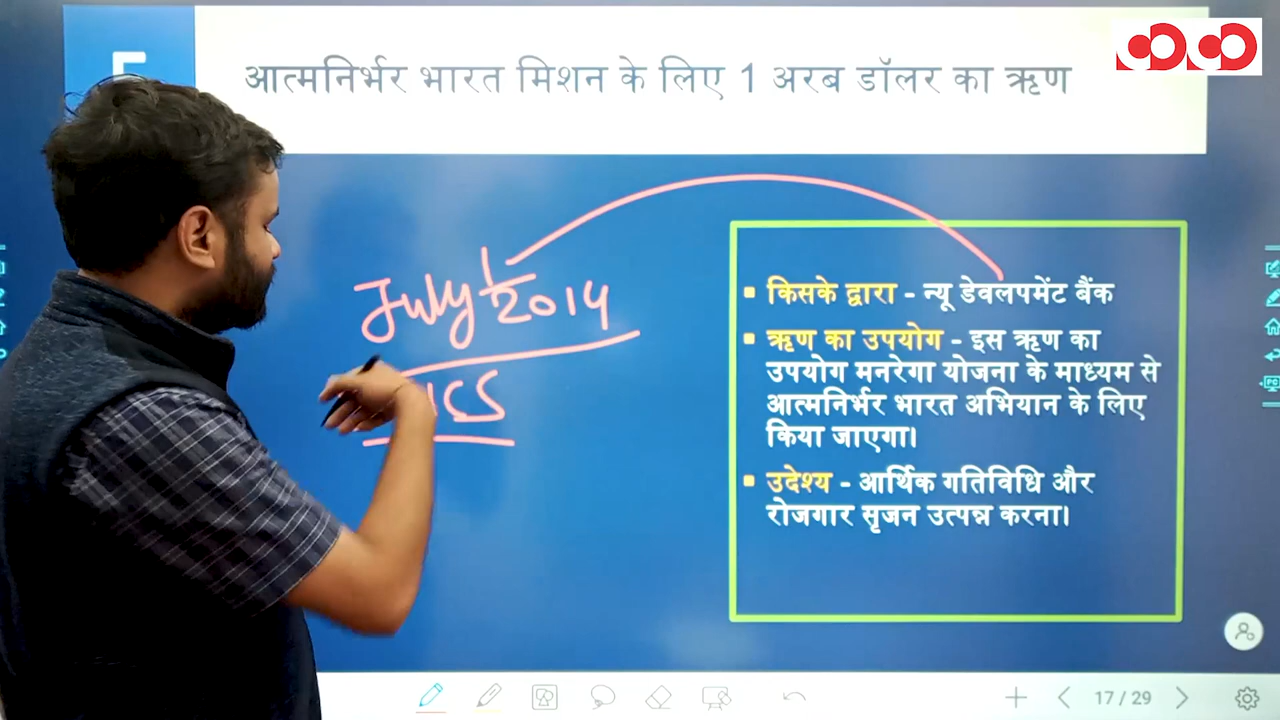 आत्मनिर्भर भारत मिशन के लिए 1 अरब डॉलर का ऋण
July 2014
▪ किसके द्वारा - न्यू डेवलपमेंट बैंक
▪ ऋण का उपयोग - इस ऋण का
उपयोग मनरेगा योजना के माध्यम से
आत्मनिर्भर भारत अभियान के लिए
किया जाएगा।
▪ उदेश्य - आर्थिक गतिविधि और
रोजगार सृजन उत्पन्न करना।
17 / 29